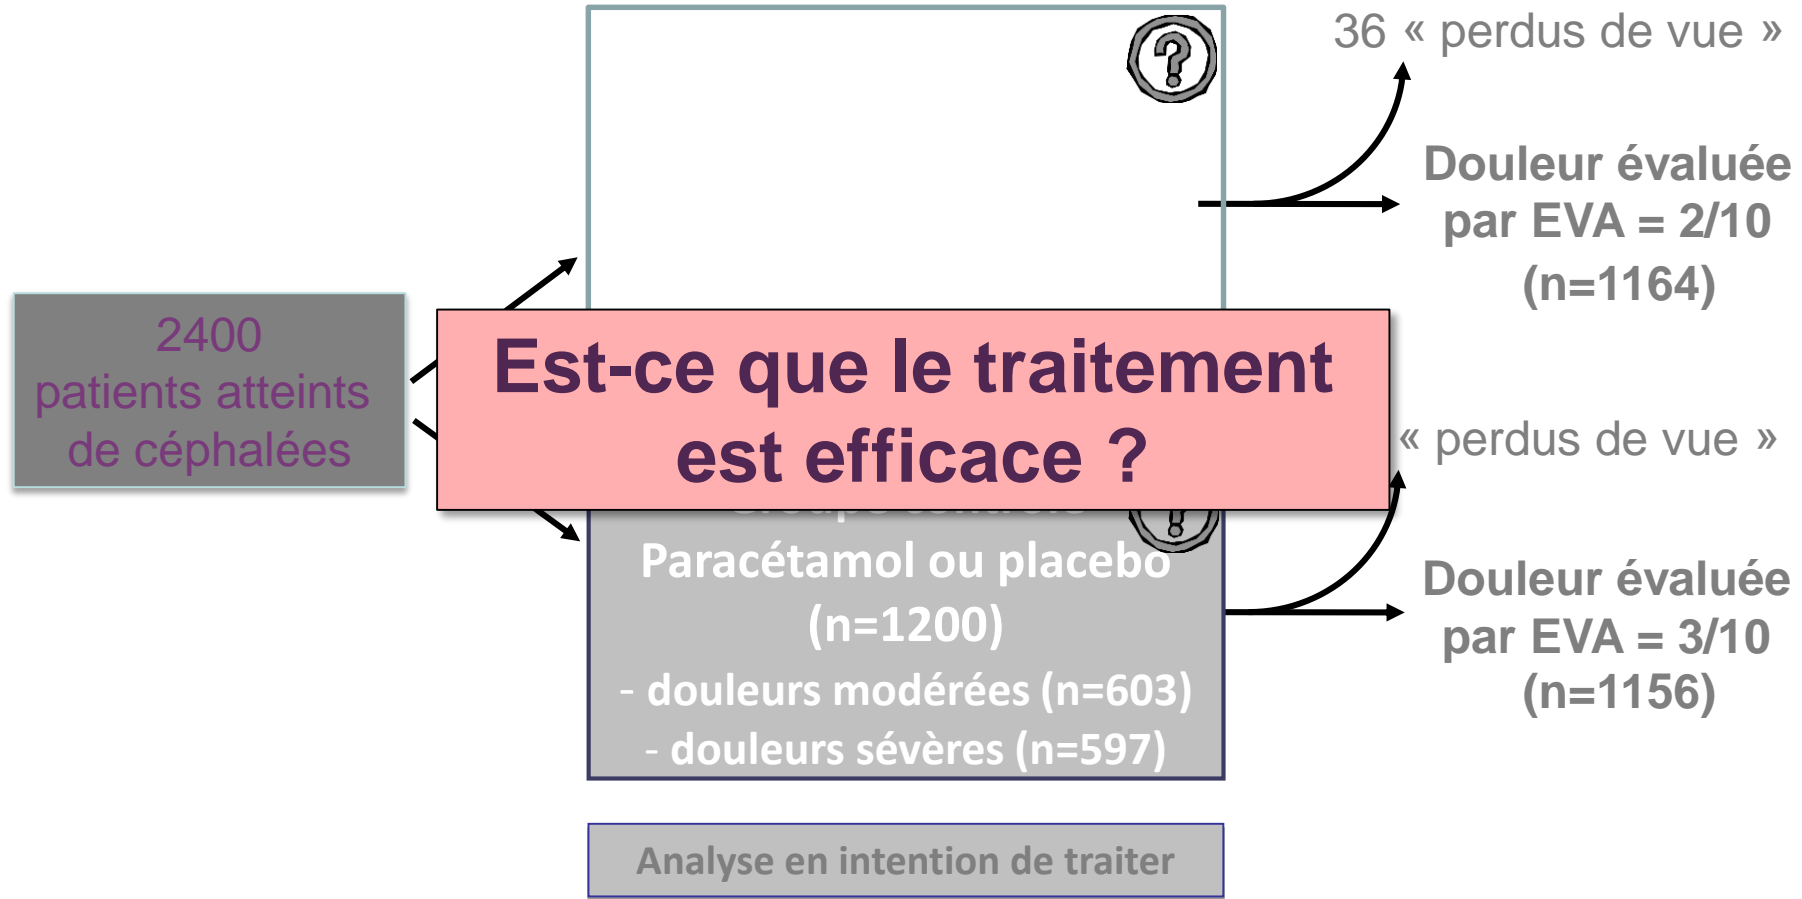 36 « perdus de vue »
Douleur évaluée
par EVA = 2/10
(n=1164)
2400
patients atteints
de céphalées
Est-ce que le traitement
est efficace ?
« perdus de vue »
Groupe contrôle
Paracétamol ou placebo
(n=1200)
- douleurs modérées (n=603)
- douleurs sévères (n=597)
Douleur évaluée
par EVA = 3/10
(n=1156)
Analyse en intention de traiter